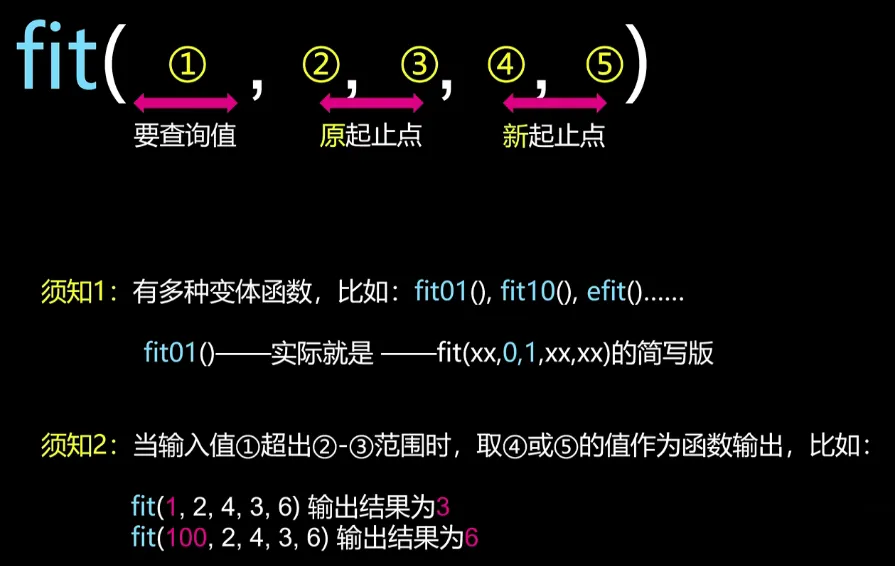 fit( ① , ② , ③ , ④ , ⑤ )
要查询值 原起止点 新起止点
须知1：有多种变体函数，比如：fit01(), fit10(), efit()......
fit01()——实际就是 ——fit(xx,0,1,xx,xx)的简写版
须知2：当输入值①超出②-③范围时，取④或⑤的值作为函数输出，比如：
fit(1, 2, 4, 3, 6) 输出结果为3
fit(100, 2, 4, 3, 6) 输出结果为6